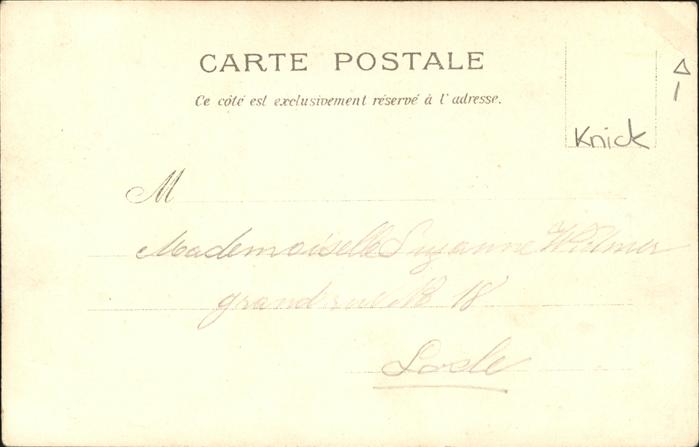 CARTE POSTALE
Ce côté est exclusivement réservé à l'adresse.
Knick
M
Mademoiselle Suzanne
grand rue No 18
Locle